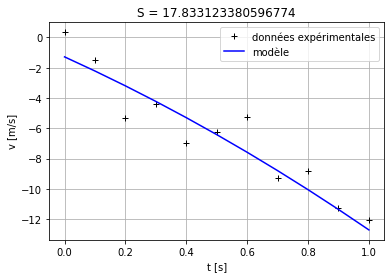 S = 17.833123380596774
données expérimentales
modèle
v [m/s]
0
−2
−4
−6
−8
−10
−12
0.0
0.2
0.4
0.6
0.8
1.0
t [s]